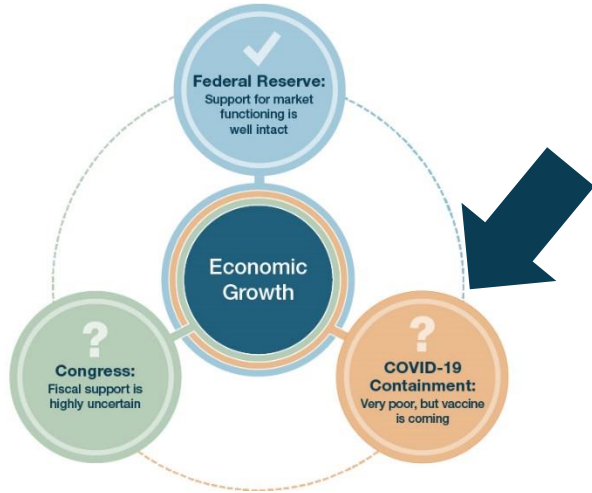 Federal Reserve:
Support for market
functioning is
well intact
Economic
Growth
?
Congress:
Fiscal support is
highly uncertain
?
COVID-19
Containment:
Very poor, but vaccine
is coming